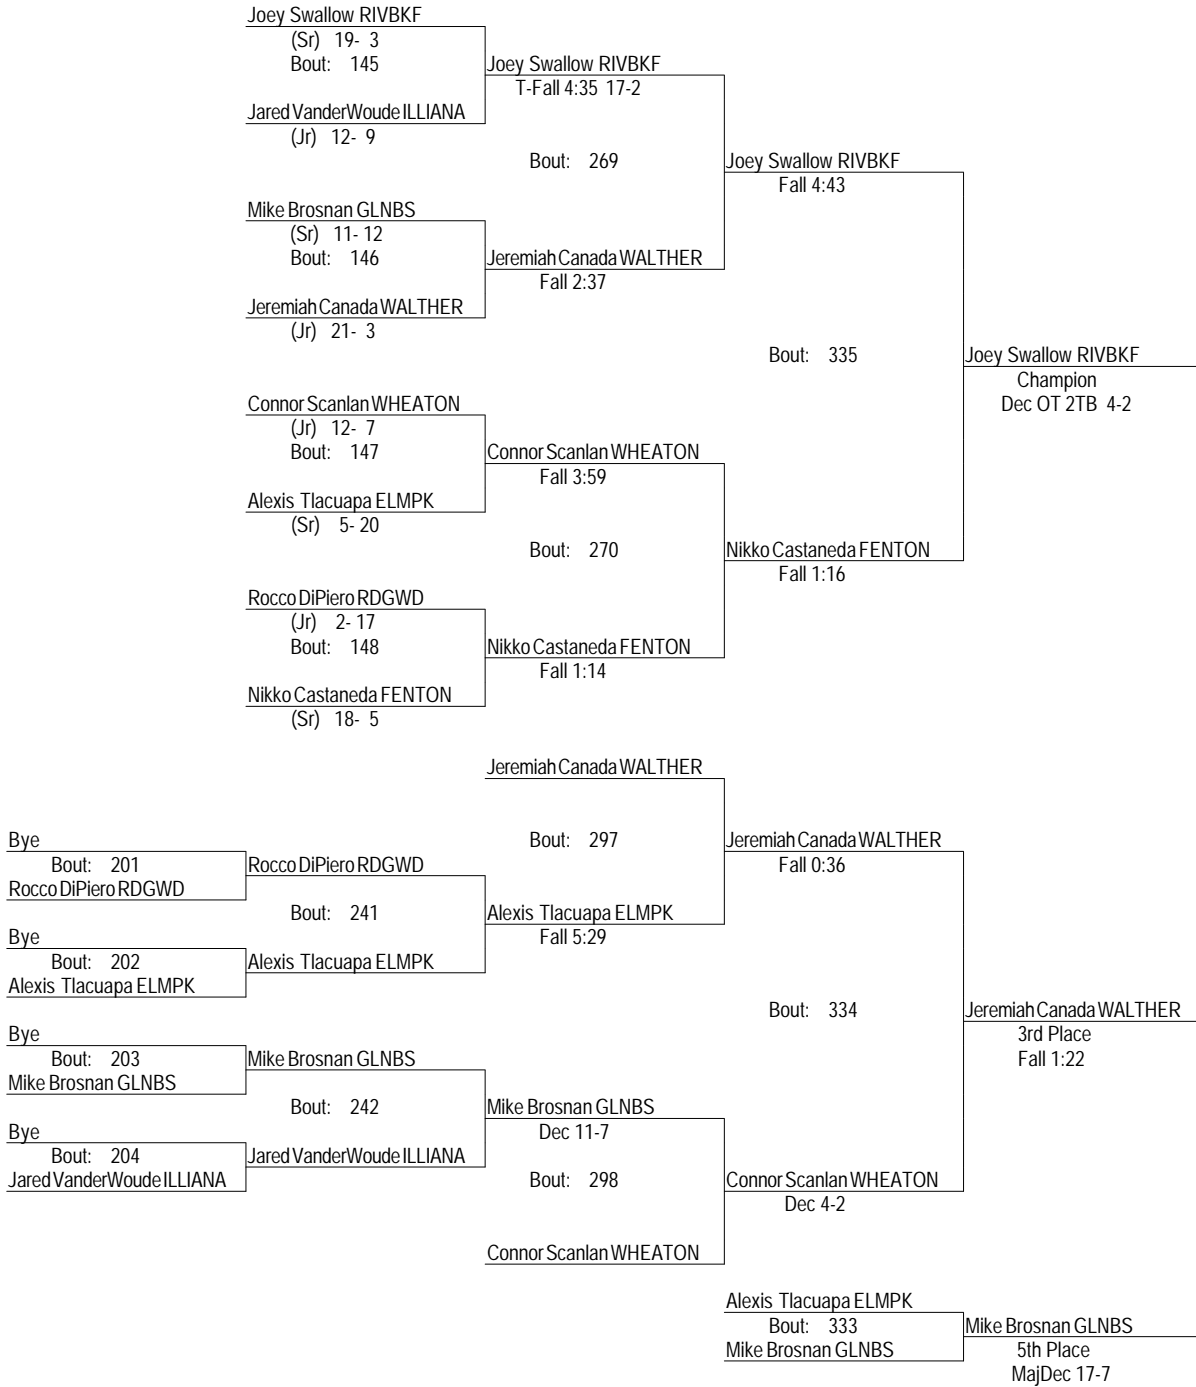 Joey Swallow RIVBKF
(Sr) 19- 3
Bout: 145
Joey Swallow RIVBKF
T-Fall 4:35 17-2
Jared VanderWoude ILLIANA
(Jr) 12- 9
Bout: 269
Joey Swallow RIVBKF
Fall 4:43
Mike Brosnan GLNBS
(Sr) 11- 12
Bout: 146
Jeremiah Canada WALTHER
Fall 2:37
Jeremiah Canada WALTHER
(Jr) 21- 3
Bout: 335
Joey Swallow RIVBKF
Champion
Dec OT 2TB 4-2
Connor Scanlan WHEATON
(Jr) 12- 7
Bout: 147
Connor Scanlan WHEATON
Fall 3:59
Alexis Tlacuapa ELMPK
(Sr) 5- 20
Bout: 270
Nikko Castaneda FENTON
Fall 1:16
Rocco DiPiero RDGWD
(Jr) 2- 17
Bout: 148
Nikko Castaneda FENTON
Fall 1:14
Nikko Castaneda FENTON
(Sr) 18- 5
Jeremiah Canada WALTHER
Bout: 297
Jeremiah Canada WALTHER
Fall 0:36
Bye
Bout: 201
Rocco DiPiero RDGWD
Rocco DiPiero RDGWD
Bout: 241
Alexis Tlacuapa ELMPK
Fall 5:29
Bye
Bout: 202
Alexis Tlacuapa ELMPK
Alexis Tlacuapa ELMPK
Bout: 334
Jeremiah Canada WALTHER
3rd Place
Fall 1:22
Bye
Bout: 203
Mike Brosnan GLNBS
Mike Brosnan GLNBS
Bout: 242
Mike Brosnan GLNBS
Dec 11-7
Bye
Bout: 204
Jared VanderWoude ILLIANA
Jared VanderWoude ILLIANA
Bout: 298
Connor Scanlan WHEATON
Dec 4-2
Connor Scanlan WHEATON
Alexis Tlacuapa ELMPK
Bout: 333
Mike Brosnan GLNBS
Mike Brosnan GLNBS
5th Place
MajDec 17-7